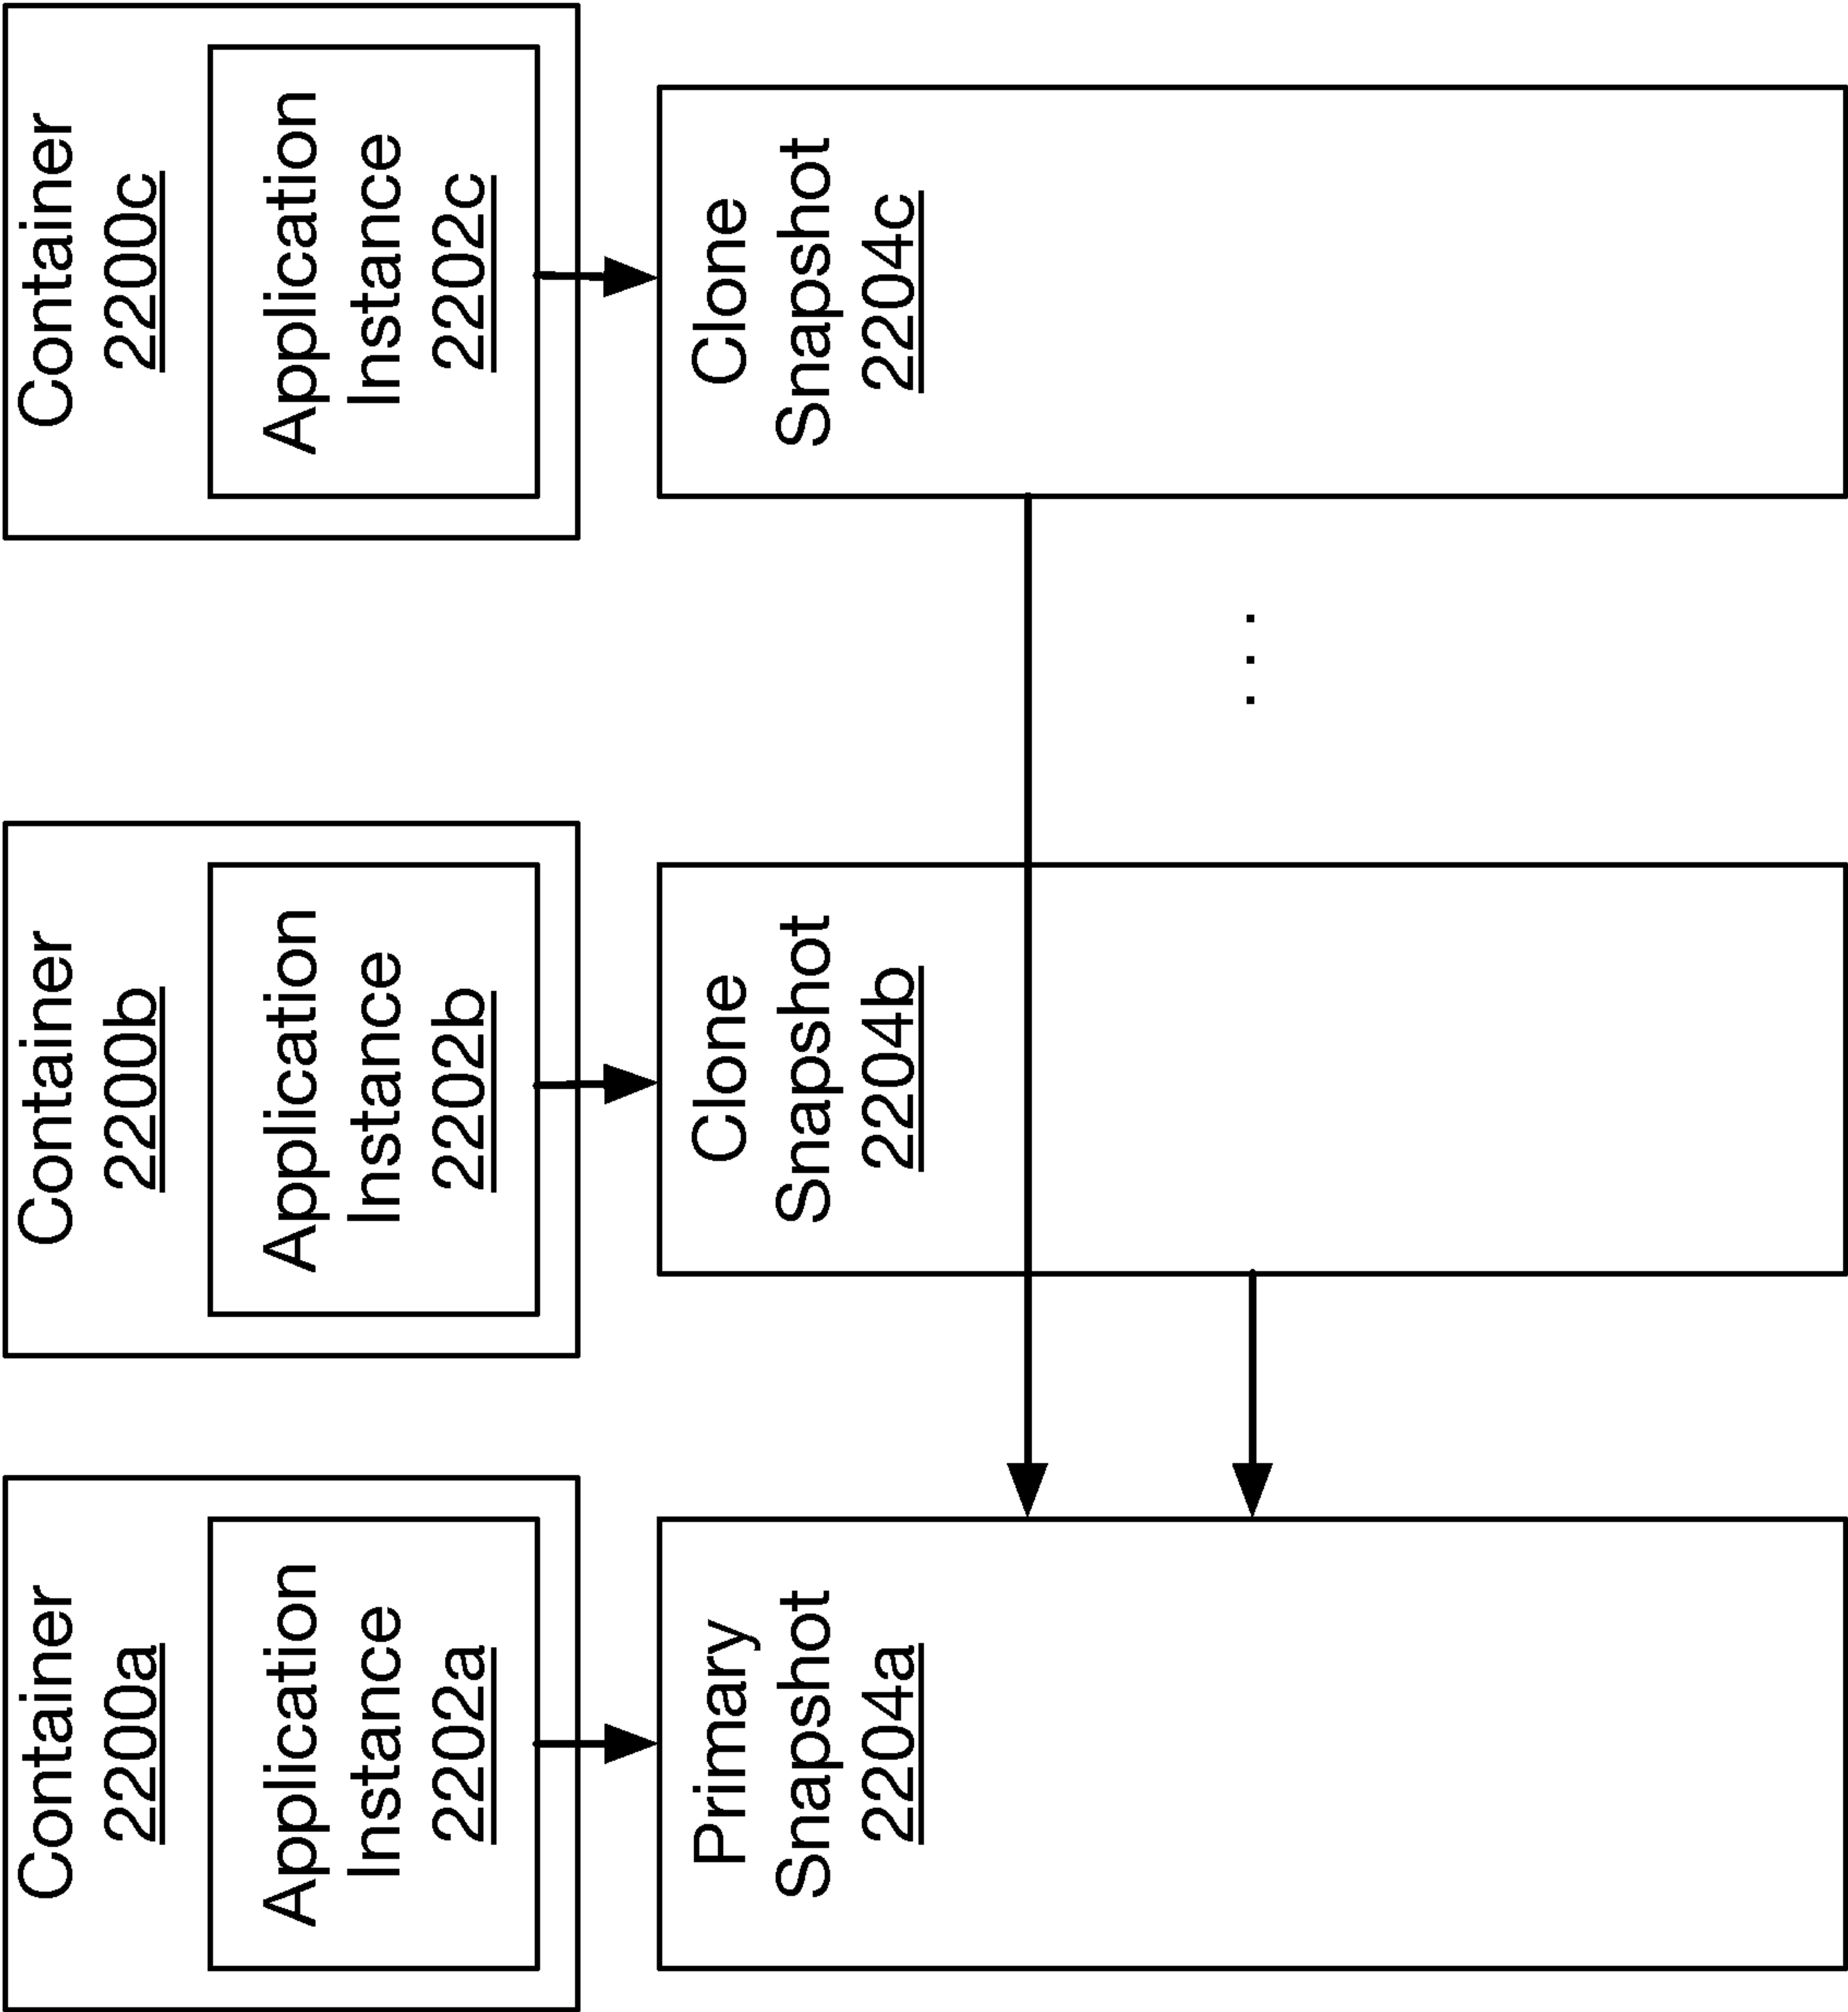 Container
2200a
Application
Instance
2202a
Primary
Snapshot
2204a
Container
2200b
Application
Instance
2202b
Clone
Snapshot
2204b
. . .
Container
2200c
Application
Instance
2202c
Clone
Snapshot
2204c